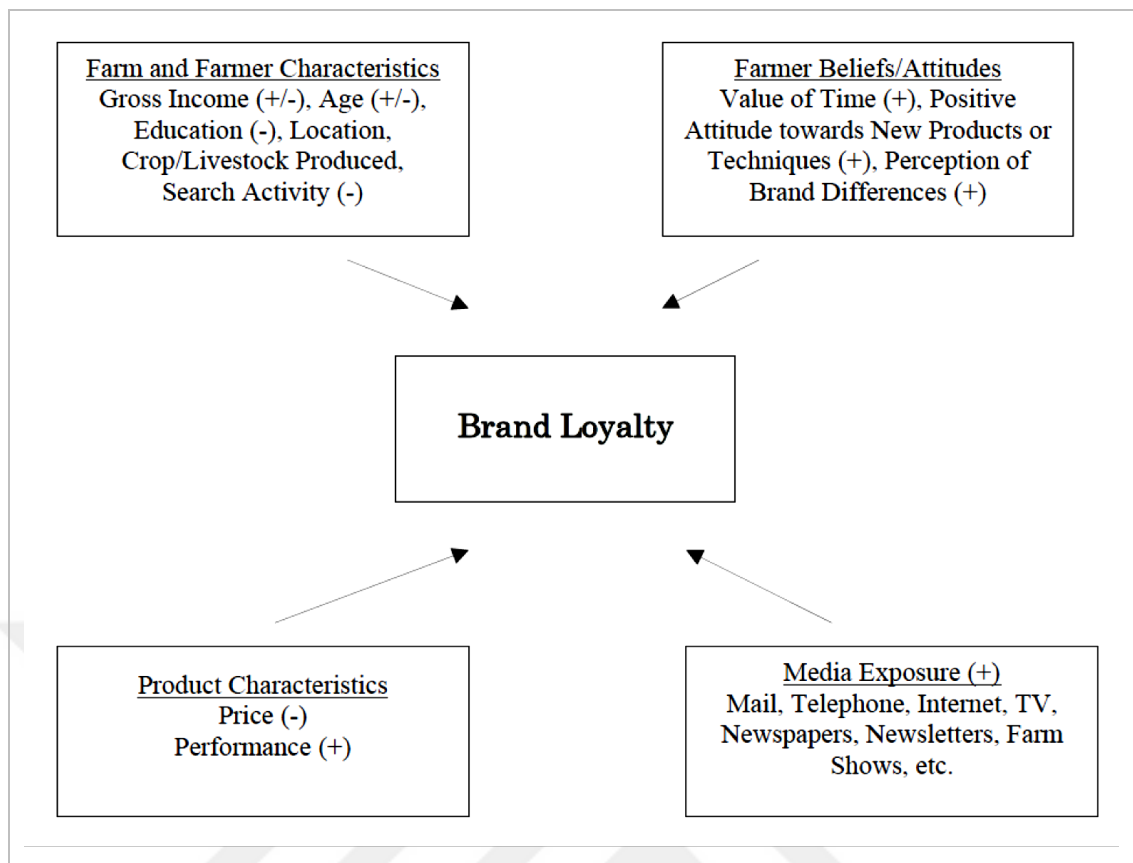 Farm and Farmer Characteristics
Gross Income (+/-), Age (+/-),
Education (-), Location,
Crop/Livestock Produced,
Search Activity (-)
Farmer Beliefs/Attitudes
Value of Time (+), Positive
Attitude towards New Products or
Techniques (+), Perception of
Brand Differences (+)
Brand Loyalty
Product Characteristics
Price (-)
Performance (+)
Media Exposure (+)
Mail, Telephone, Internet, TV,
Newspapers, Newsletters, Farm
Shows, etc.